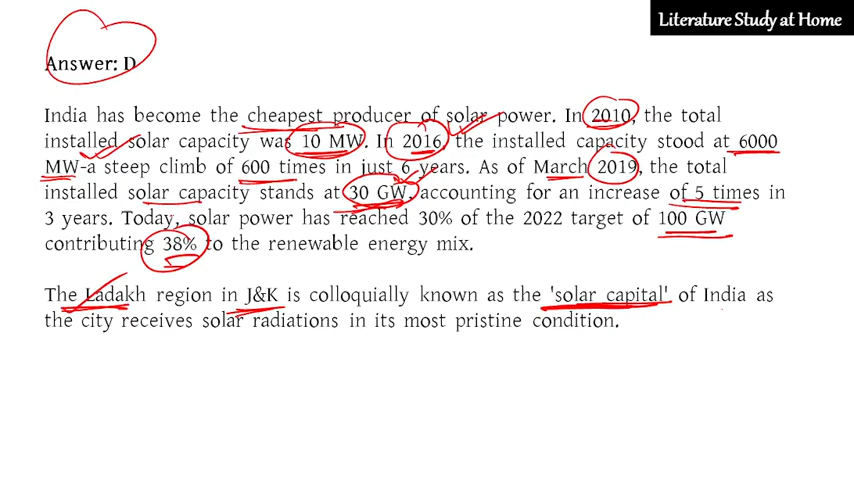 Literature Study at Home
Answer: D
India has become the cheapest producer of solar power. In 2010, the total
installed solar capacity was 10 MW. In 2016, the installed capacity stood at 6000
MW-a steep climb of 600 times in just 6 years. As of March 2019, the total
installed solar capacity stands at 30 GW, accounting for an increase of 5 times in
3 years. Today, solar power has reached 30% of the 2022 target of 100 GW
contributing 38% to the renewable energy mix.
The Ladakh region in J&K is colloquially known as the 'solar capital' of India as
the city receives solar radiations in its most pristine condition.